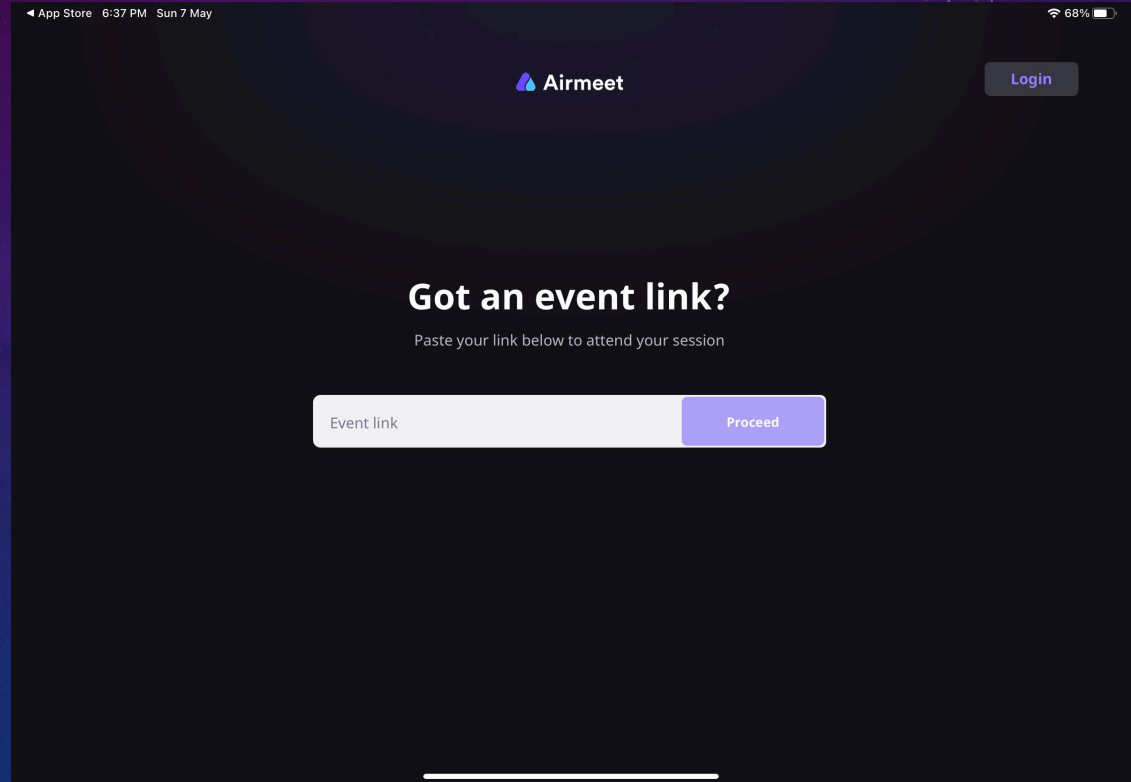 ◀ App Store 6:37 PM Sun 7 May 68%
Airmeet
Login
Got an event link?
Paste your link below to attend your session
Event link
Proceed